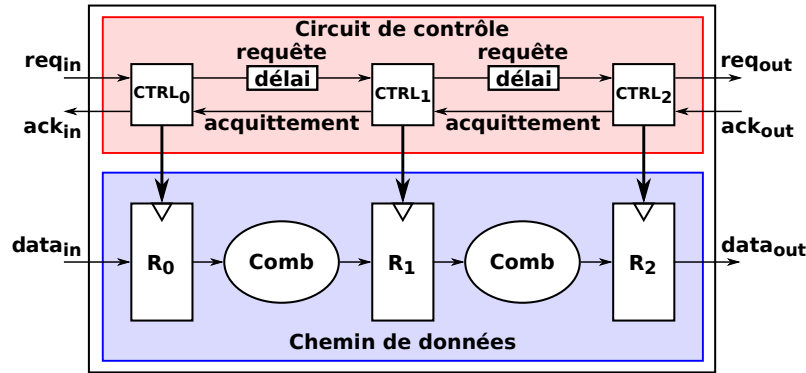 Circuit de contrôle
requête requête
req_in CTRL_0 délai CTRL_1 délai CTRL_2 req_out
ack_in acquittement acquittement ack_out
data_in R_0 Comb R_1 Comb R_2 data_out
Chemin de données